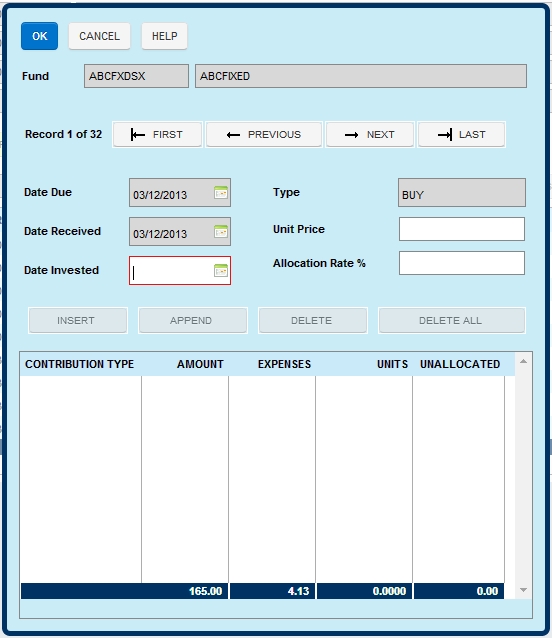 OK CANCEL HELP
Fund ABCFXDSX ABCFIXED
Record 1 of 32 FIRST PREVIOUS NEXT LAST
Date Due 03/12/2013 Type BUY
Date Received 03/12/2013 Unit Price
Date Invested Allocation Rate %
INSERT APPEND DELETE DELETE ALL
CONTRIBUTION TYPE AMOUNT EXPENSES UNITS UNALLOCATED
165.00 4.13 0.0000 0.00